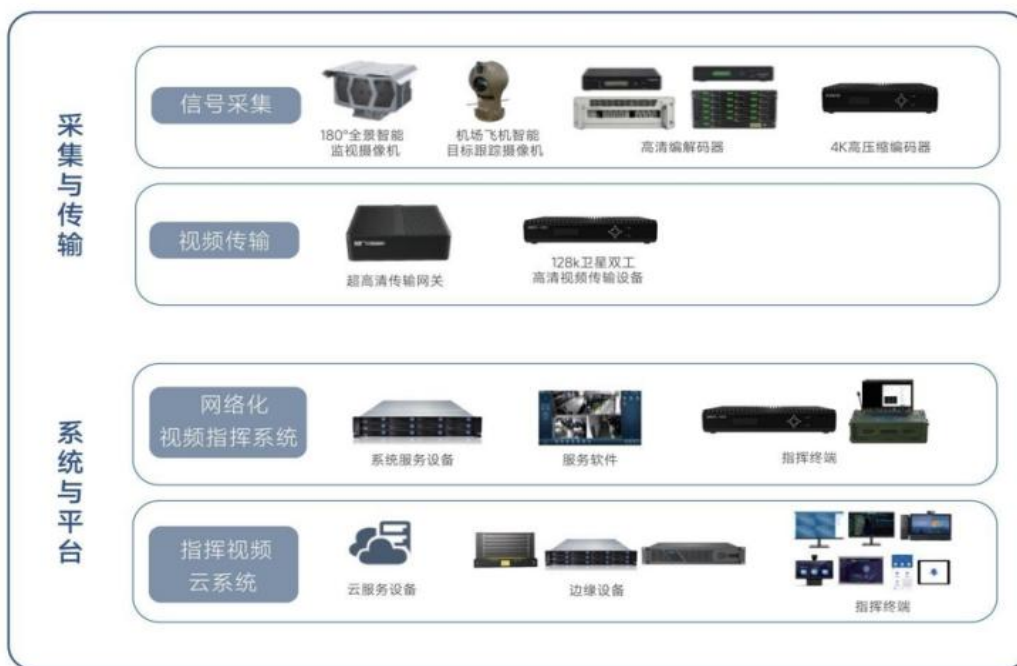 采集与传输
信号采集
180°全景智能
监视摄像机
机场飞机智能
目标跟踪摄像机
高清编解码器
4K高压缩编码器
视频传输
超高清传输网关
128k卫星双工
高清视频传输设备
系统与平台
网络化
视频指挥系统
系统服务设备
服务软件
指挥终端
指挥视频
云系统
云服务设备
边缘设备
指挥终端